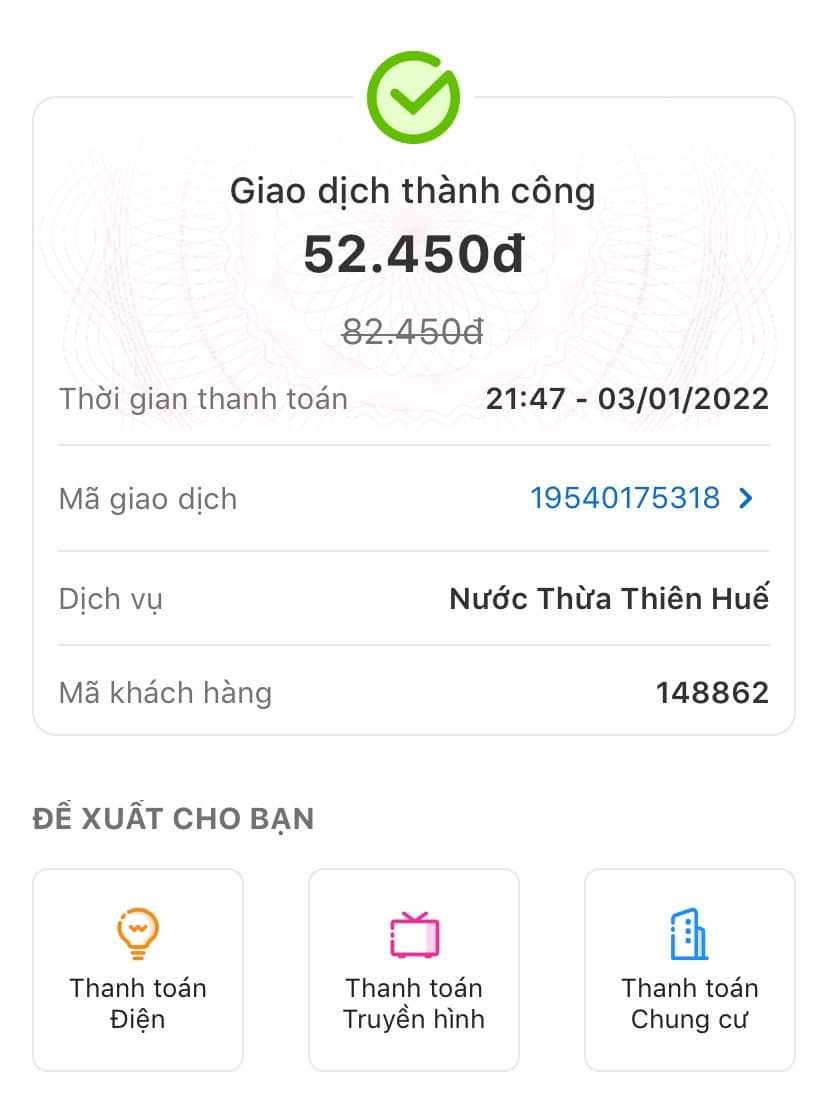 Giao dịch thành công
52.450đ
82.450đ
Thời gian thanh toán 21:47 - 03/01/2022
Mã giao dịch 19540175318
Dịch vụ Nước Thừa Thiên Huế
Mã khách hàng 148862
ĐỀ XUẤT CHO BẠN
Thanh toán Điện
Thanh toán Truyền hình
Thanh toán Chung cư